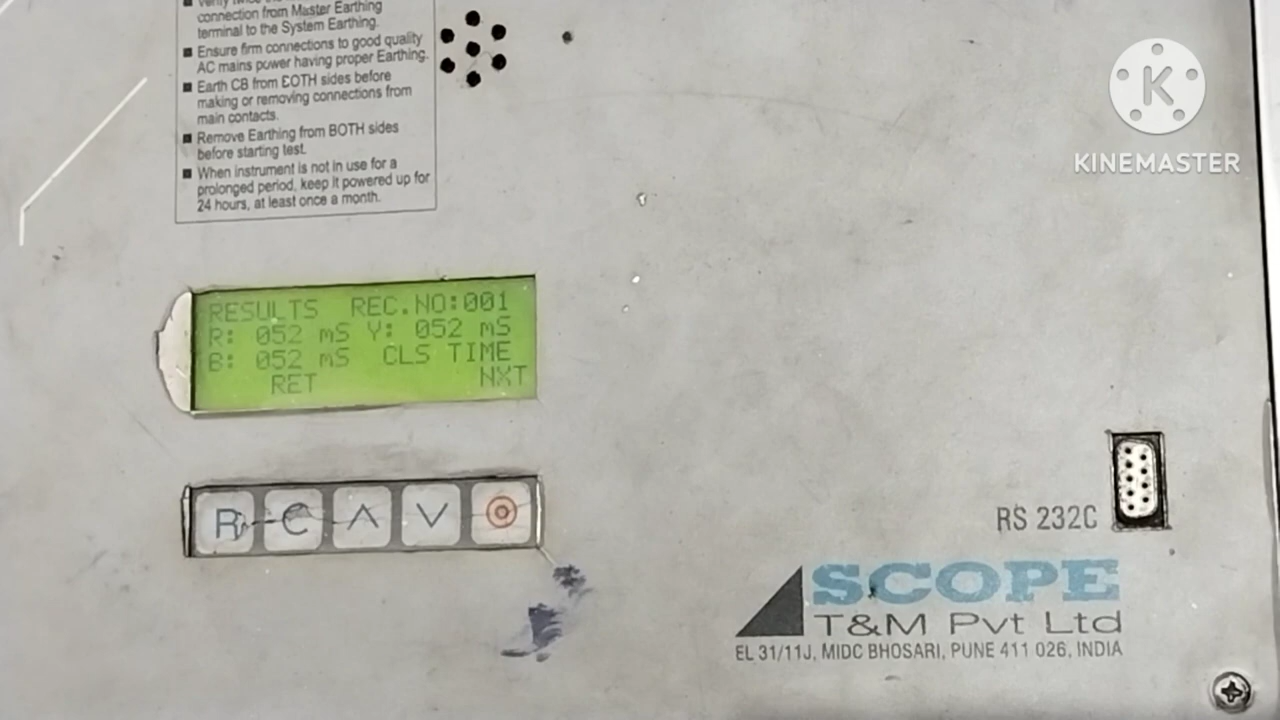 connection from Master Earthing
terminal to the System Earthing.
■ Ensure firm connections to good quality
AC mains power having proper Earthing.
■ Earth CB from BOTH sides before
making or removing connections from
main contacts.
■ Remove Earthing from BOTH sides
before starting test.
■ When instrument is not in use for a
prolonged period, keep it powered up for
24 hours, at least once a month.
K
KINEMASTER
RESULTS REC.NO:001
R: 052 mS Y: 052 mS
B: 052 mS CLS TIME
RET NXT
R C
RS 232C
SCOPE
T&M Pvt Ltd
EL 31/11J, MIDC BHOSARI, PUNE 411 026, INDIA